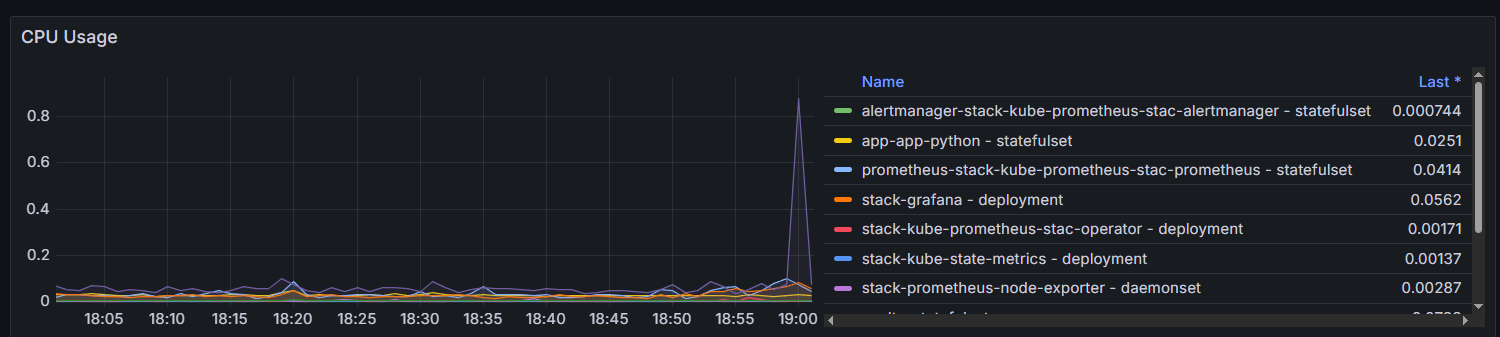 CPU Usage
Name Last *
0.8
0.6
0.4
0.2
0
18:05 18:10 18:15 18:20 18:25 18:30 18:35 18:40 18:45 18:50 18:55 19:00
alertmanager-stack-kube-prometheus-stac-alertmanager - statefulset 0.000744
app-app-python - statefulset 0.0251
prometheus-stack-kube-prometheus-stac-prometheus - statefulset 0.0414
stack-grafana - deployment 0.0562
stack-kube-prometheus-stac-operator - deployment 0.00171
stack-kube-state-metrics - deployment 0.00137
stack-prometheus-node-exporter - daemonset 0.00287